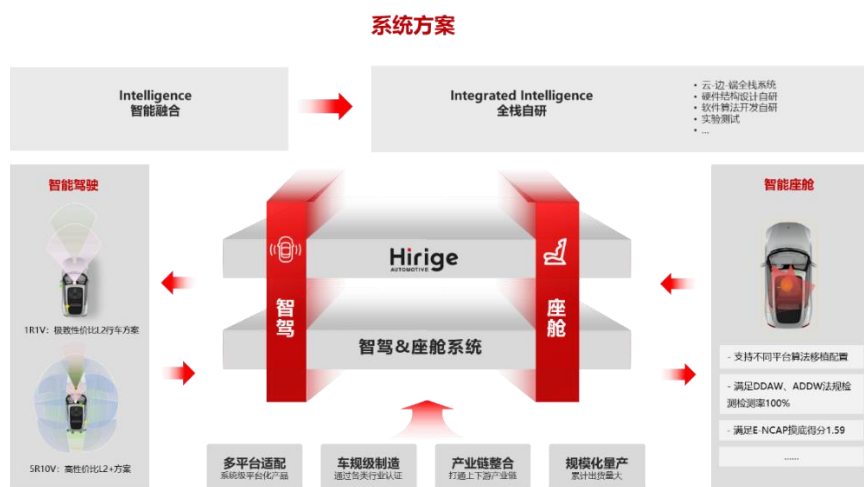 系统方案
Intelligence
智能融合
Integrated Intelligence
全栈自研
• 云-边-端全栈系统
• 硬件结构设计自研
• 软件算法开发自研
• 实验测试
• ...
智能驾驶
1R1V：极致性价比L2行车方案
5R10V：高性价比L2+方案
Hirige
AUTOMOTIVE
智驾
座舱
智驾&座舱系统
智能座舱
- 支持不同平台算法移植配置
- 满足DDAW、ADDW法规检
测检测率100%
- 满足E-NCAP摸底得分1.59
......
多平台适配
系统级平台化产品
车规级制造
通过各类行业认证
产业链整合
打通上下游产业链
规模化量产
累计出货量大